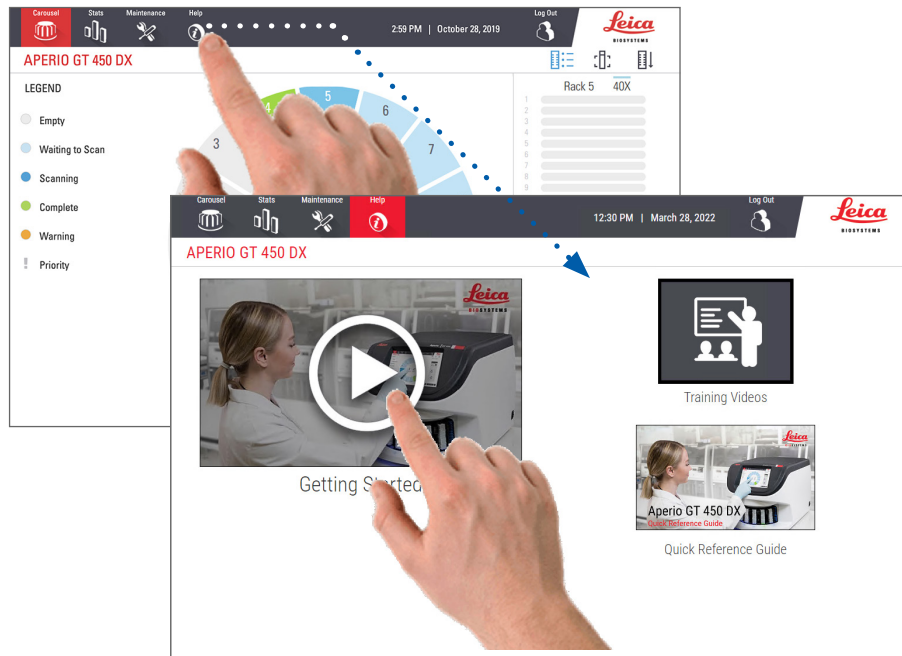 Carousel Stats Maintenance Help
2:59 PM | October 28, 2019
Log Out
Leica
BIOSYSTEMS
APERIO GT 450 DX
LEGEND
Empty
Waiting to Scan
Scanning
Complete
Warning
! Priority
3
4
5
6
7
Rack 5 40X
1
2
3
4
5
6
7
8
9
Carousel Stats Maintenance Help
12:30 PM | March 28, 2022
Log Out
Leica
BIOSYSTEMS
APERIO GT 450 DX
Leica
BIOSYSTEMS
Getting Started
Training Videos
Leica
Aperio GT 450 DX
Quick Reference Guide
Quick Reference Guide